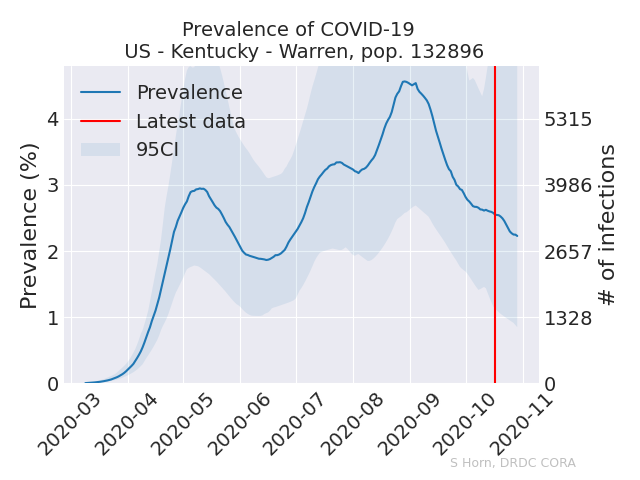 Prevalence of COVID-19
US - Kentucky - Warren, pop. 132896
Prevalence
Latest data
95CI
Prevalence (%)
4
3
2
1
0
5315
3986
2657
1328
0
# of infections
2020-03
2020-04
2020-05
2020-06
2020-07
2020-08
2020-09
2020-10
2020-11
S Horn, DRDC CORA